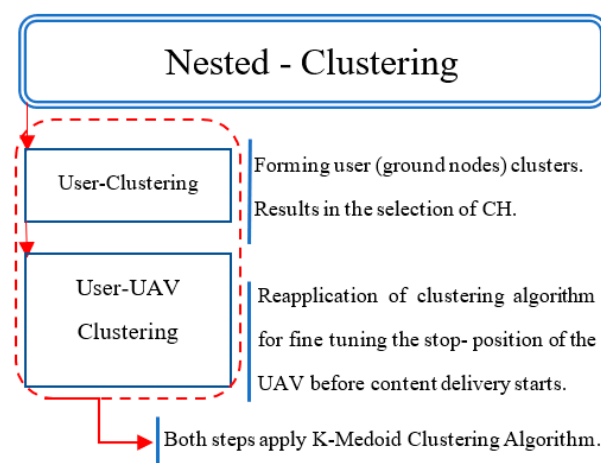 Nested - Clustering
User-Clustering
Forming user (ground nodes) clusters.
Results in the selection of CH.
User-UAV
Clustering
Reapplication of clustering algorithm
for fine tuning the stop- position of the
UAV before content delivery starts.
Both steps apply K-Medoid Clustering Algorithm.